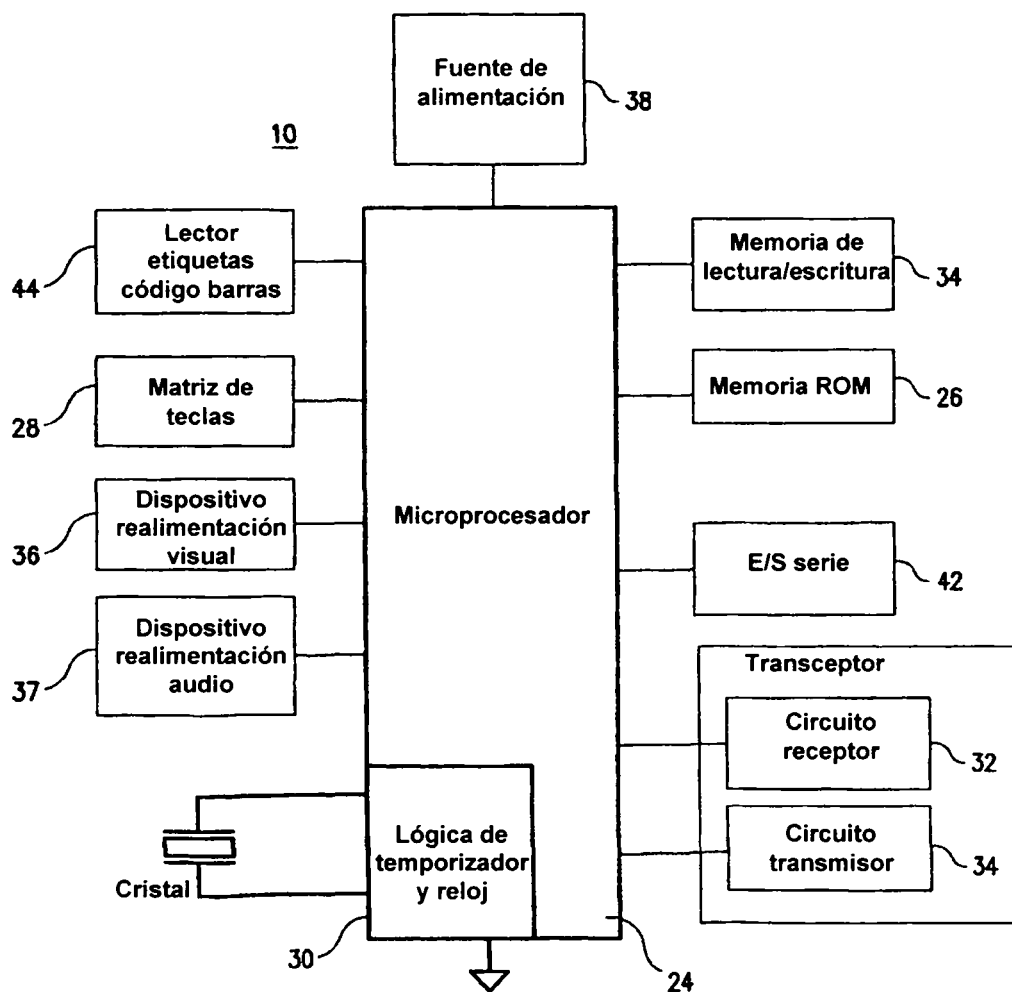 Fuente de
alimentación
38
10
Lector
etiquetas
código barras
44
Memoria de
lectura/escritura
34
Matriz de
teclas
28
Memoria ROM
26
Dispositivo
realimentación
visual
36
Microprocesador
E/S serie
42
Dispositivo
realimentación
audio
37
Transceptor
Circuito
receptor
32
Circuito
transmisor
34
Cristal
Lógica de
temporizador
y reloj
30
24